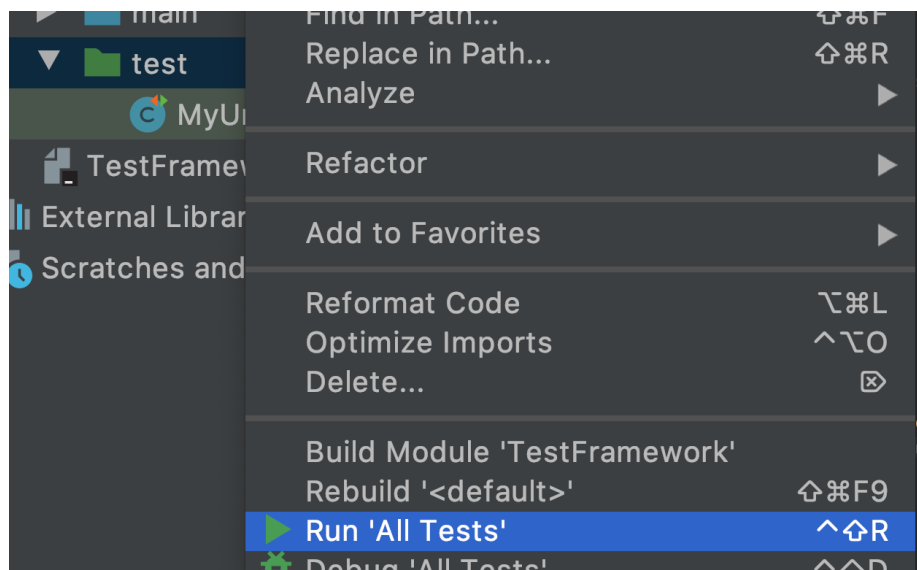 main
test
MyUn
TestFramew
External Librar
Scratches and
Find in Path... ⇧⌘F
Replace in Path... ⇧⌘R
Analyze
Refactor
Add to Favorites
Reformat Code ⌥⌘L
Optimize Imports ^⌥O
Delete... ⌦
Build Module 'TestFramework'
Rebuild '<default>' ⇧⌘F9
Run 'All Tests' ^⇧R
Debug 'All Tests' ^⇧D